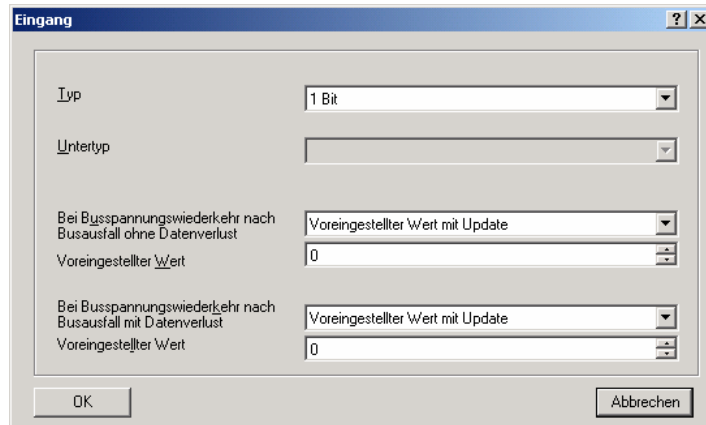 Eingang
Typ
1 Bit
Untertyp
Bei Busspannungswiederkehr nach
Busausfall ohne Datenverlust
Voreingestellter Wert mit Update
Voreingestellter Wert
0
Bei Busspannungswiederkehr nach
Busausfall mit Datenverlust
Voreingestellter Wert mit Update
Voreingestellter Wert
0
OK
Abbrechen